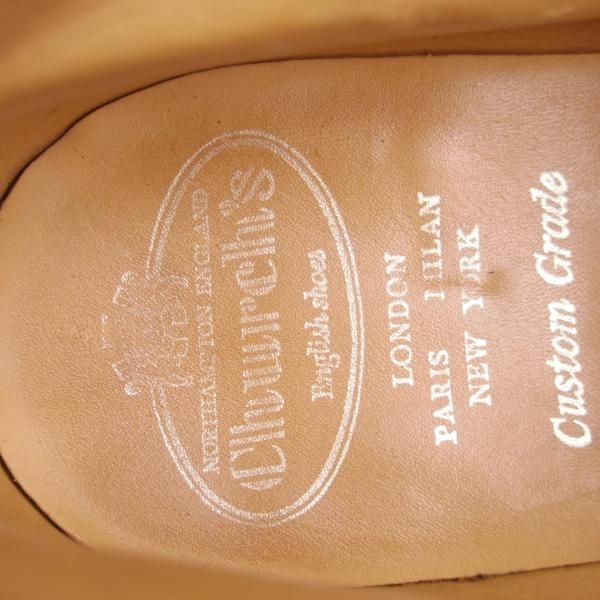 NORTHAMPTON ENGLAND
Church's
English shoes
LONDON
PARIS MILAN
NEW YORK
Custom Grade